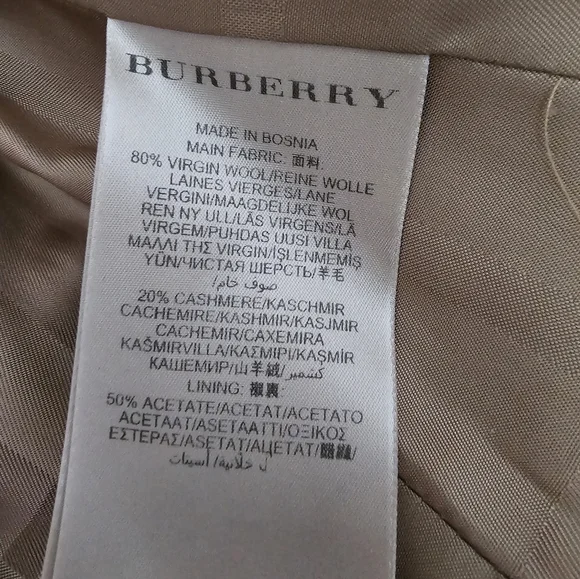 BURBERRY
MADE IN BOSNIA
MAIN FABRIC: 面料.
80% VIRGIN WOOL/REINE WOLLE
LAINES VIERGES/LANE
VERGINI/MAAGDELIJKE WOL
REN NY ULL/LÃS VIRGENS/LÃ
VIRGEM/PUHDAS UUSI VILLA
ΜΑΛΛΙ ΤΗΣ VIRGIN/İŞLENMEMİŞ
YÜN/ЧИСТАЯ ШЕРСТЬ/羊毛
/صوف خام
20% CASHMERE/KASCHMIR
CACHEMIRE/KASHMIR/KASJMIR
CACHEMIR/CAXEMIRA
KAŠMIRVILLA/ΚΑΣΜΙΡΙ/KAŞMİR
КАШЕМИР/山羊絨/كشمير
LINING: 裏:
50% ACETATE/ACETAT/ACETATO
ACETAAT/ASETAATTI/ΟΞΙΚΟΣ
ΕΣΤΕΡΑΣ/ASETAT/АЦЕТАТ/
خلاتية/ أسيتات